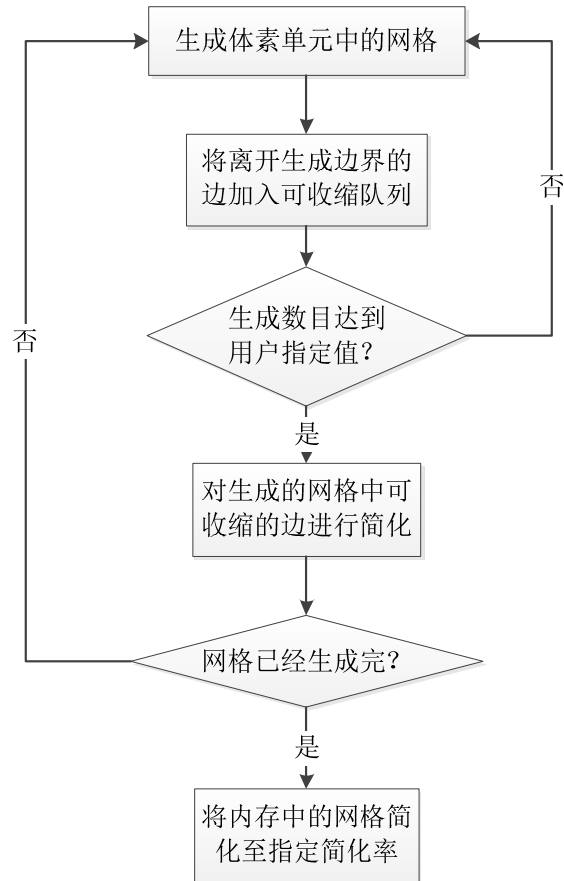 生成体素单元中的网格
将离开生成边界的
边加入可收缩队列
否
生成数目达到
用户指定值？
否
是
对生成的网格中可
收缩的边进行简化
网格已经生成完？
是
将内存中的网格简
化至指定简化率